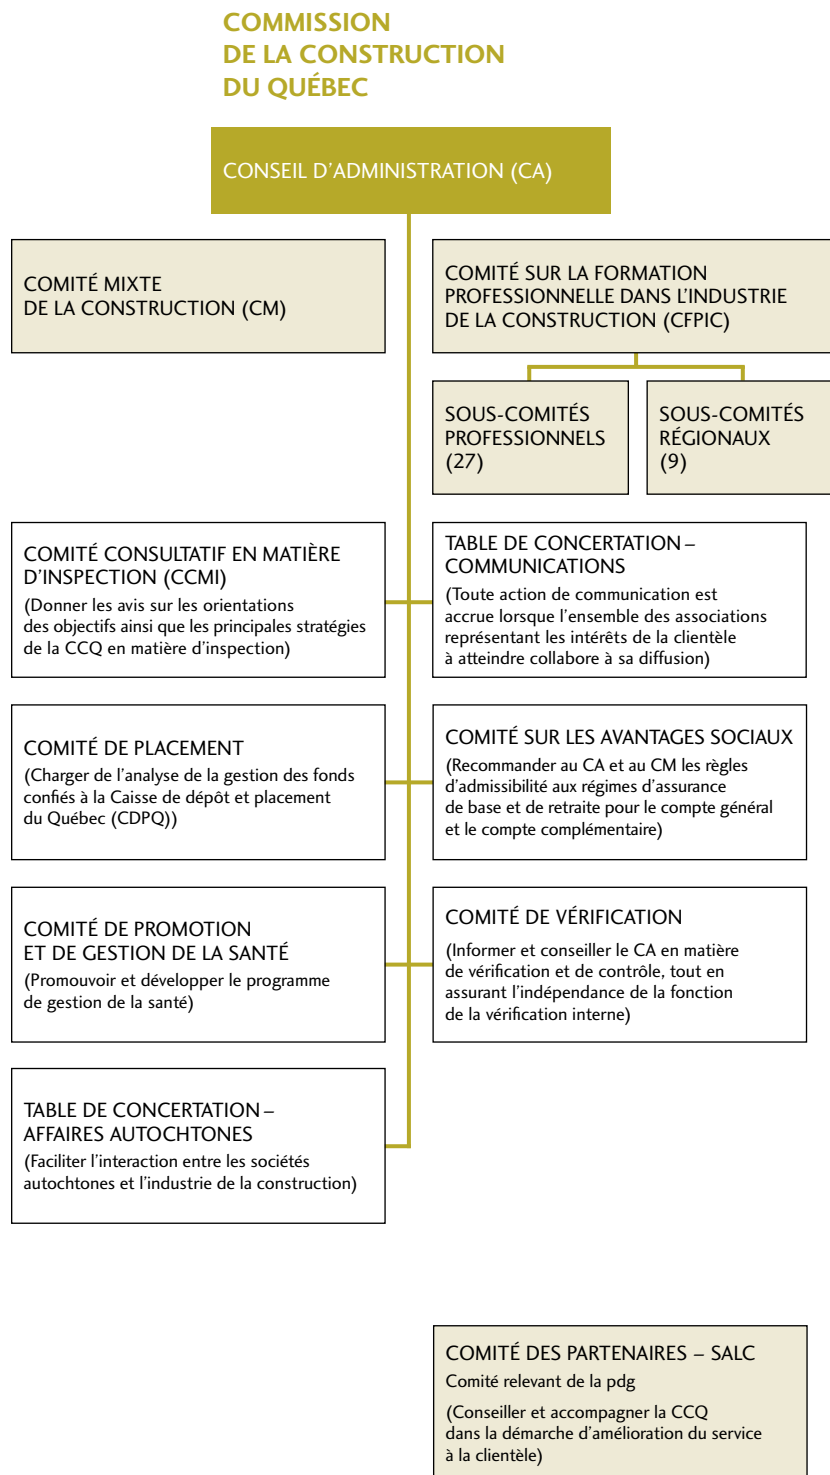 COMMISSION
DE LA CONSTRUCTION
DU QUÉBEC
CONSEIL D’ADMINISTRATION (CA)
COMITÉ MIXTE
DE LA CONSTRUCTION (CM)
COMITÉ SUR LA FORMATION
PROFESSIONNELLE DANS L’INDUSTRIE
DE LA CONSTRUCTION (CFPIC)
SOUS-COMITÉS
PROFESSIONNELS
(27)
SOUS-COMITÉS
RÉGIONAUX
(9)
COMITÉ CONSULTATIF EN MATIÈRE
D’INSPECTION (CCMI)
(Donner les avis sur les orientations
des objectifs ainsi que les principales stratégies
de la CCQ en matière d’inspection)
TABLE DE CONCERTATION –
COMMUNICATIONS
(Toute action de communication est
accrue lorsque l’ensemble des associations
représentant les intérêts de la clientèle
à atteindre collabore à sa diffusion)
COMITÉ DE PLACEMENT
(Charger de l’analyse de la gestion des fonds
confiés à la Caisse de dépôt et placement
du Québec (CDPQ))
COMITÉ SUR LES AVANTAGES SOCIAUX
(Recommander au CA et au CM les règles
d’admissibilité aux régimes d’assurance
de base et de retraite pour le compte général
et le compte complémentaire)
COMITÉ DE PROMOTION
ET DE GESTION DE LA SANTÉ
(Promouvoir et développer le programme
de gestion de la santé)
COMITÉ DE VÉRIFICATION
(Informer et conseiller le CA en matière
de vérification et de contrôle, tout en
assurant l’indépendance de la fonction
de la vérification interne)
TABLE DE CONCERTATION –
AFFAIRES AUTOCHTONES
(Faciliter l’interaction entre les sociétés
autochtones et l’industrie de la construction)
COMITÉ DES PARTENAIRES – SALC
Comité relevant de la pdg
(Conseiller et accompagner la CCQ
dans la démarche d’amélioration du service
à la clientèle)